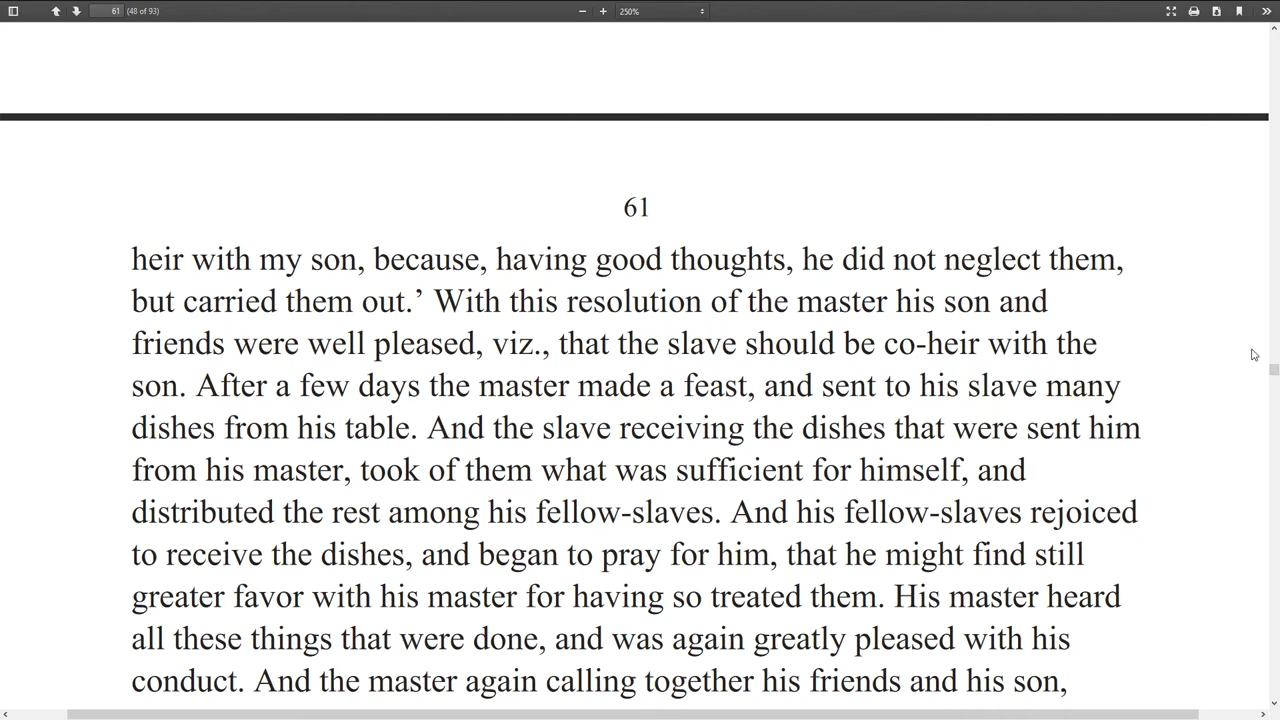 61 (48 of 93) 250%
61
heir with my son, because, having good thoughts, he did not neglect them,
but carried them out.’ With this resolution of the master his son and
friends were well pleased, viz., that the slave should be co-heir with the
son. After a few days the master made a feast, and sent to his slave many
dishes from his table. And the slave receiving the dishes that were sent him
from his master, took of them what was sufficient for himself, and
distributed the rest among his fellow-slaves. And his fellow-slaves rejoiced
to receive the dishes, and began to pray for him, that he might find still
greater favor with his master for having so treated them. His master heard
all these things that were done, and was again greatly pleased with his
conduct. And the master again calling together his friends and his son,